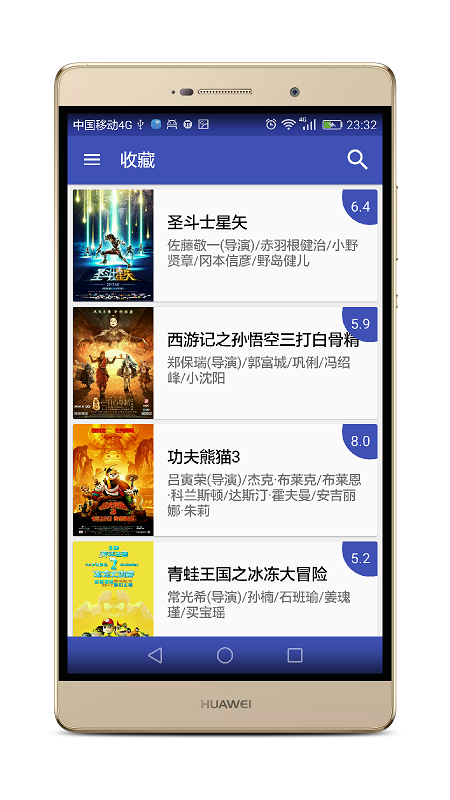 中国移动4G
4G
23:32
收藏
6.4
圣斗士星矢
佐藤敬一(导演)/赤羽根健治/小野
贤章/冈本信彦/野岛健儿
5.9
西游记之孙悟空三打白骨精
郑保瑞(导演)/郭富城/巩俐/冯绍
峰/小沈阳
8.0
功夫熊猫3
吕寅荣(导演)/杰克·布莱克/布莱恩
·科兰斯顿/达斯汀·霍夫曼/安吉丽
娜·朱莉
5.2
青蛙王国之冰冻大冒险
常光希(导演)/孙楠/石班瑜/姜瑰
瑾/买宝瑶
HUAWEI